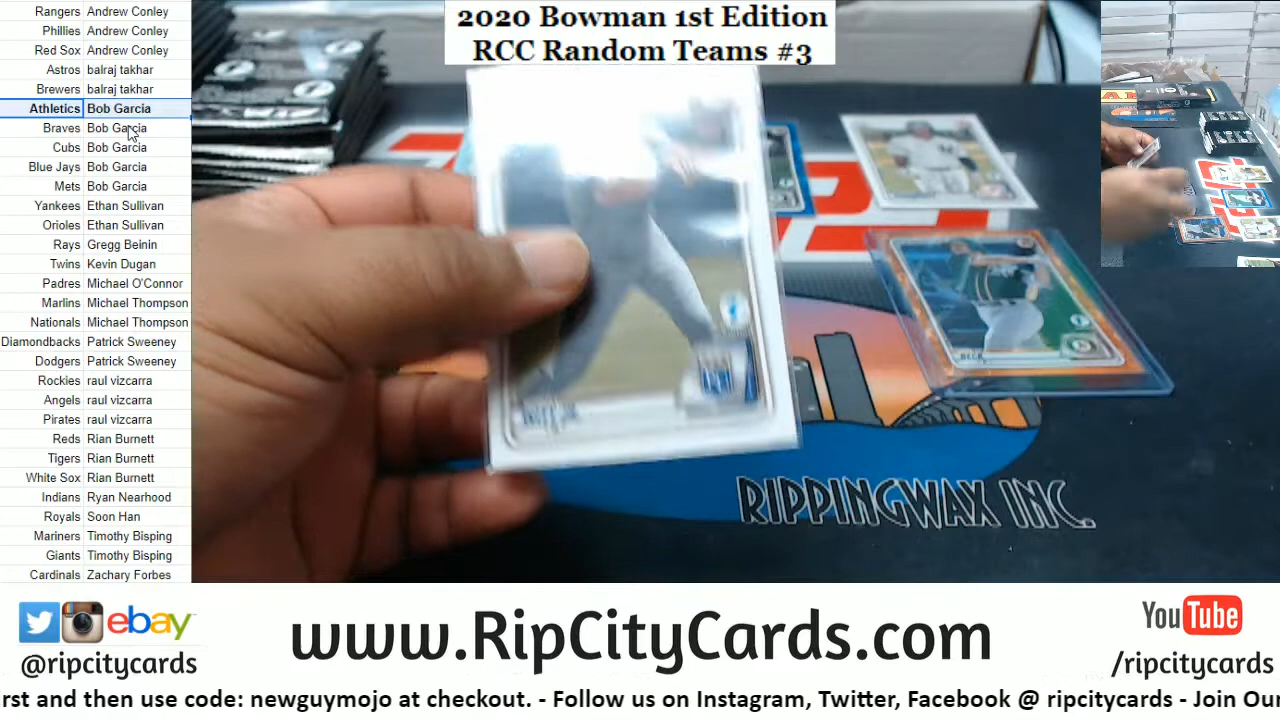 2020 Bowman 1st Edition
RCC Random Teams #3
Rangers Andrew Conley
Phillies Andrew Conley
Red Sox Andrew Conley
Astros balraj takhar
Brewers balraj takhar
Athletics Bob Garcia
Braves Bob Garcia
Cubs Bob Garcia
Blue Jays Bob Garcia
Mets Bob Garcia
Yankees Ethan Sullivan
Orioles Ethan Sullivan
Rays Gregg Beinin
Twins Kevin Dugan
Padres Michael O'Connor
Marlins Michael Thompson
Nationals Michael Thompson
Diamondbacks Patrick Sweeney
Dodgers Patrick Sweeney
Rockies raul vizcarra
Angels raul vizcarra
Pirates raul vizcarra
Reds Rian Burnett
Tigers Rian Burnett
White Sox Rian Burnett
Indians Ryan Nearhood
Royals Soon Han
Mariners Timothy Bisping
Giants Timothy Bisping
Cardinals Zachary Forbes
RIPPINGWAX INC.
ebay
@ripcitycards
www.RipCityCards.com
YouTube
/ripcitycards
rst and then use code: newguymojo at checkout. - Follow us on Instagram, Twitter, Facebook @ ripcitycards - Join Our